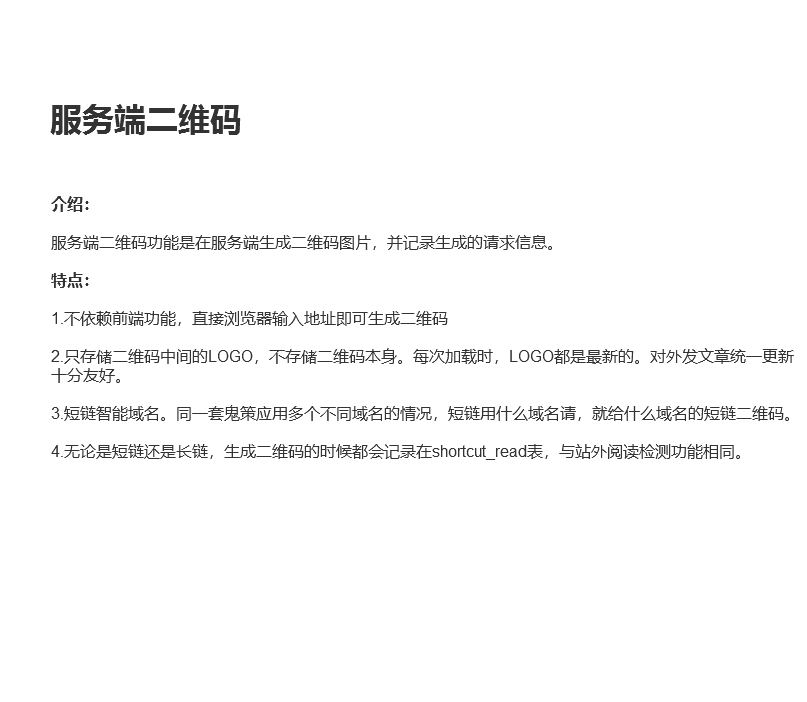 服务端二维码
介绍：
服务端二维码功能是在服务端生成二维码图片，并记录生成的请求信息。
特点：
1.不依赖前端功能，直接浏览器输入地址即可生成二维码
2.只存储二维码中间的LOGO，不存储二维码本身。每次加载时，LOGO都是最新的。对外发文章统一更新
十分友好。
3.短链智能域名。同一套鬼策应用多个不同域名的情况，短链用什么域名请，就给什么域名的短链二维码。
4.无论是短链还是长链，生成二维码的时候都会记录在shortcut_read表，与站外阅读检测功能相同。